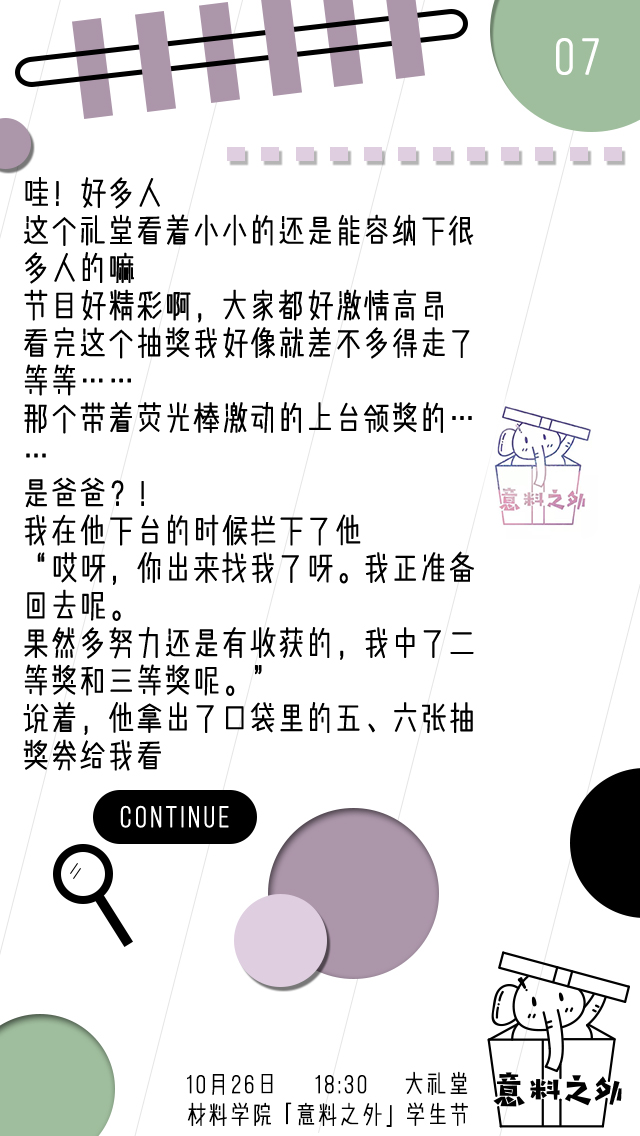 07
哇！好多人
这个礼堂看着小小的还是能容纳下很
多人的嘛
节目好精彩啊，大家都好激情高昂
看完这个抽奖我好像就差不多得走了
等等……
那个带着荧光棒激动的上台领奖的…
…
是爸爸？！
我在他下台的时候拦下了他
“哎呀，你出来找我了呀。我正准备
回去呢。
果然多努力还是有收获的，我中了二
等奖和三等奖呢。”
说着，他拿出了口袋里的五、六张抽
奖券给我看
意料之外
CONTINUE
意料之外
10月26日 18:30 大礼堂
材料学院「意料之外」学生节